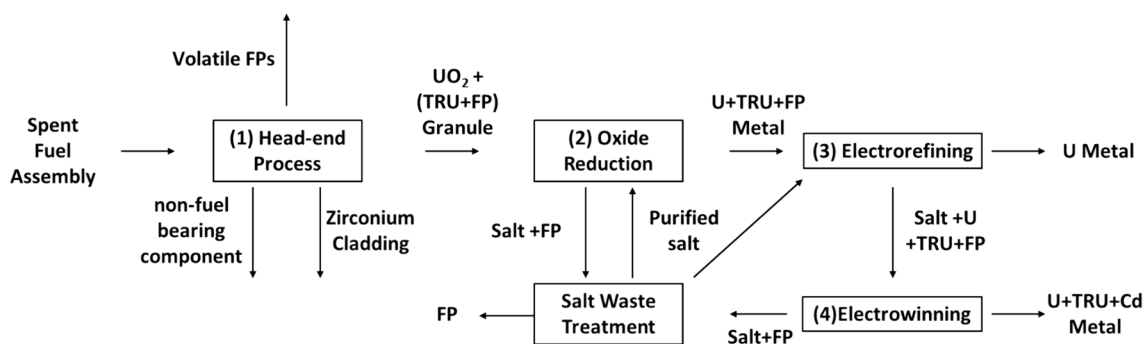 Volatile FPs
Spent
Fuel
Assembly
(1) Head-end
Process
non-fuel
bearing
component
Zirconium
Cladding
UO₂ +
(TRU+FP)
Granule
(2) Oxide
Reduction
U+TRU+FP
Metal
(3) Electrorefining
U Metal
Salt +FP
Purified
salt
Salt +U
+TRU+FP
FP
Salt Waste
Treatment
Salt+FP
(4)Electrowinning
U+TRU+Cd
Metal